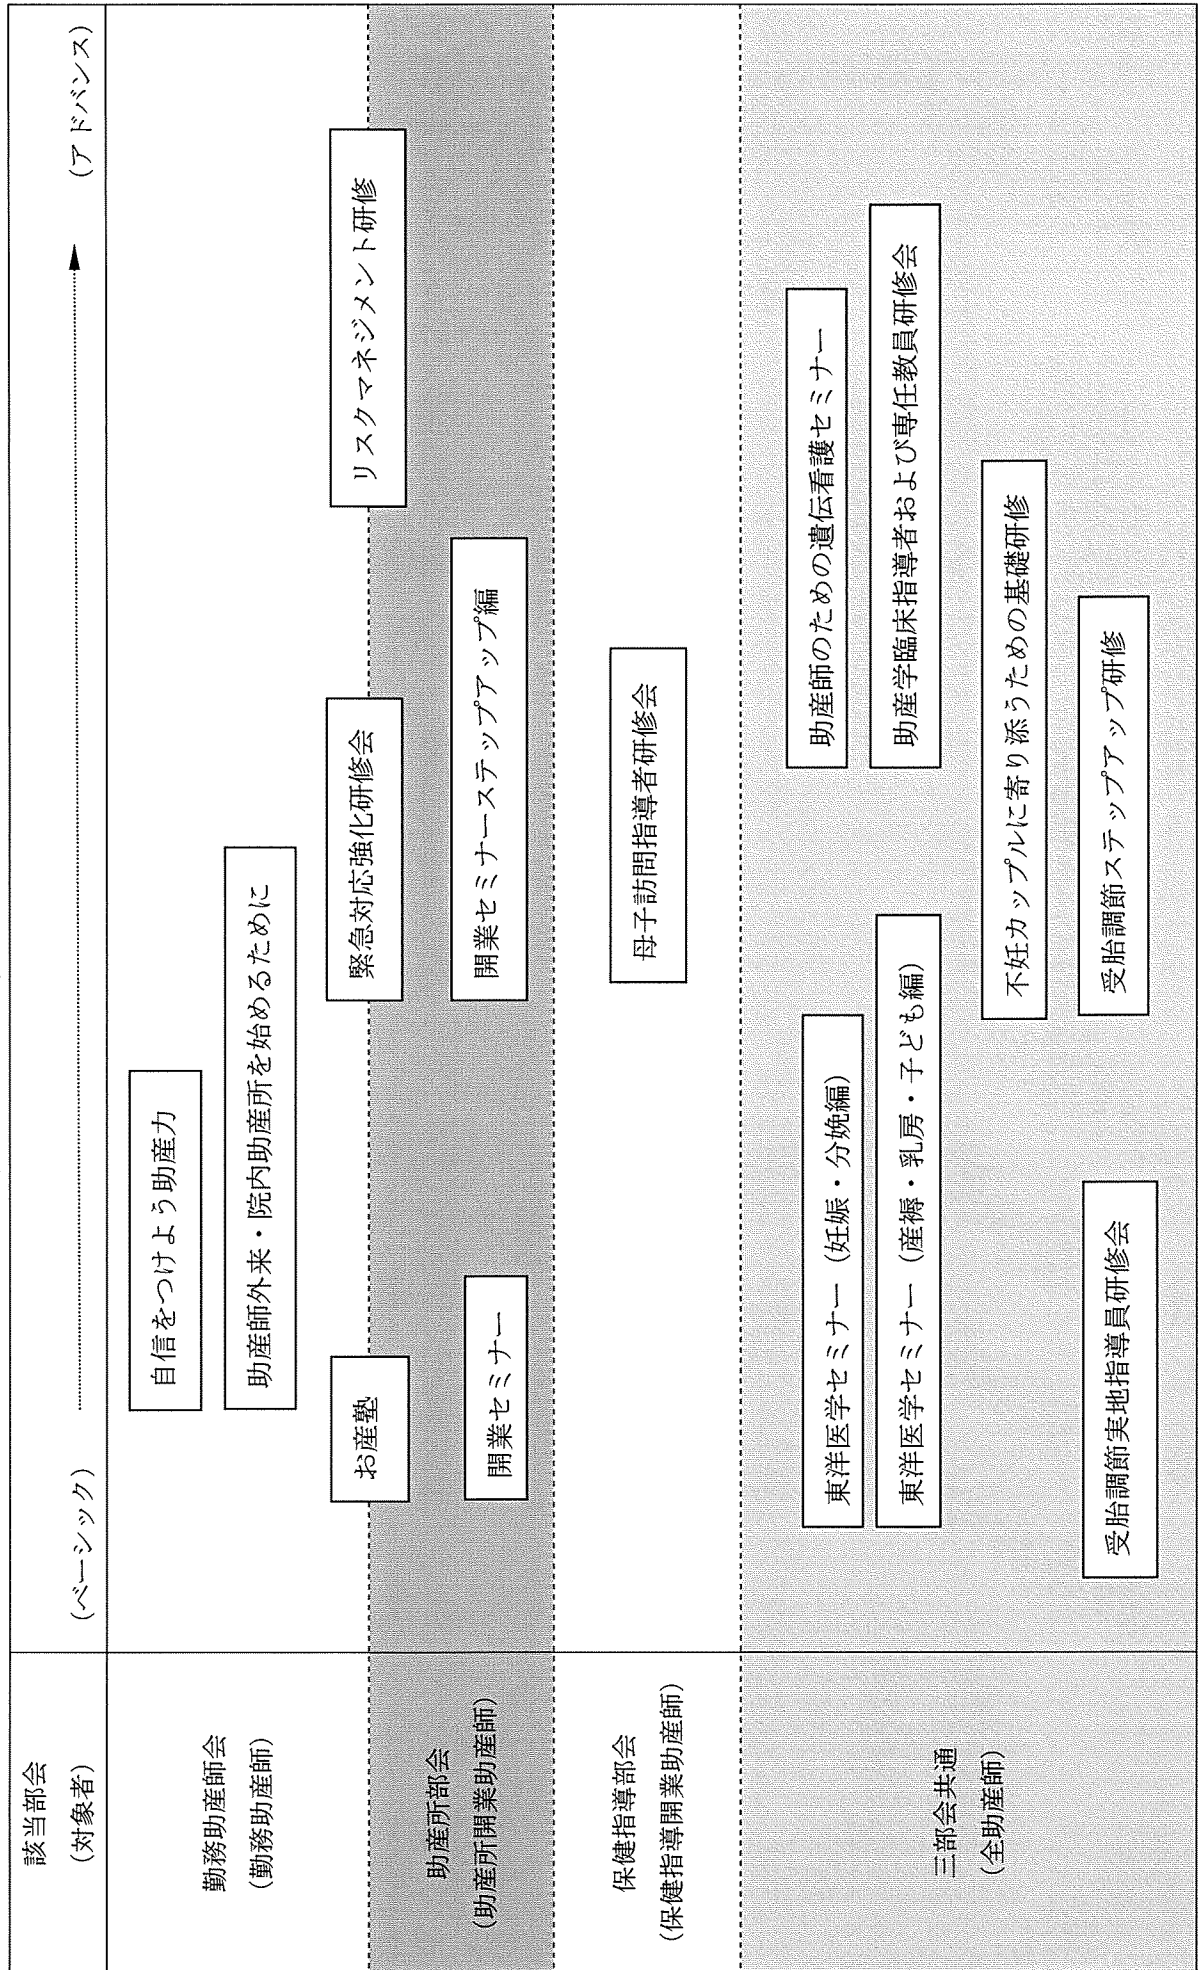 該当部会
(対象者)
(ベーシック)
(アドバンス)
勤務助産師会
(勤務助産師)
自信をつけよう助産力
助産師外来・院内助産所を始めるために
お産塾
緊急対応強化研修会
リスクマネジメント研修
助産所部会
(助産所開業助産師)
開業セミナー
開業セミナーステップアップ編
保健指導部会
(保健指導開業助産師)
母子訪問指導者研修会
三部会共通
(全助産師)
助産師のための遺伝看護セミナー
東洋医学セミナー(妊娠・分娩編)
助産学臨床指導者および専任教員研修会
東洋医学セミナー(産褥・乳房・子ども編)
不妊カップルに寄り添うための基礎研修
受胎調節実地指導員研修会
受胎調節ステップアップ研修